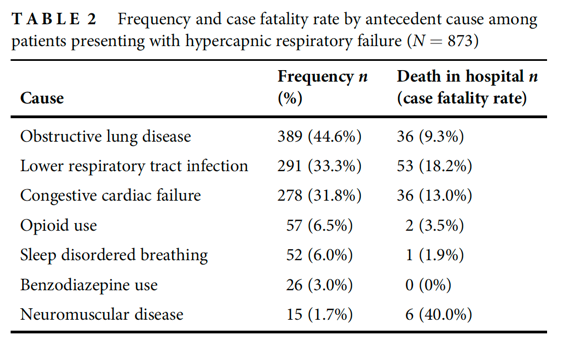 TABLE 2 Frequency and case fatality rate by antecedent cause among
patients presenting with hypercapnic respiratory failure (N = 873)
Cause Frequency n (%) Death in hospital n (case fatality rate)
Obstructive lung disease 389 (44.6%) 36 (9.3%)
Lower respiratory tract infection 291 (33.3%) 53 (18.2%)
Congestive cardiac failure 278 (31.8%) 36 (13.0%)
Opioid use 57 (6.5%) 2 (3.5%)
Sleep disordered breathing 52 (6.0%) 1 (1.9%)
Benzodiazepine use 26 (3.0%) 0 (0%)
Neuromuscular disease 15 (1.7%) 6 (40.0%)